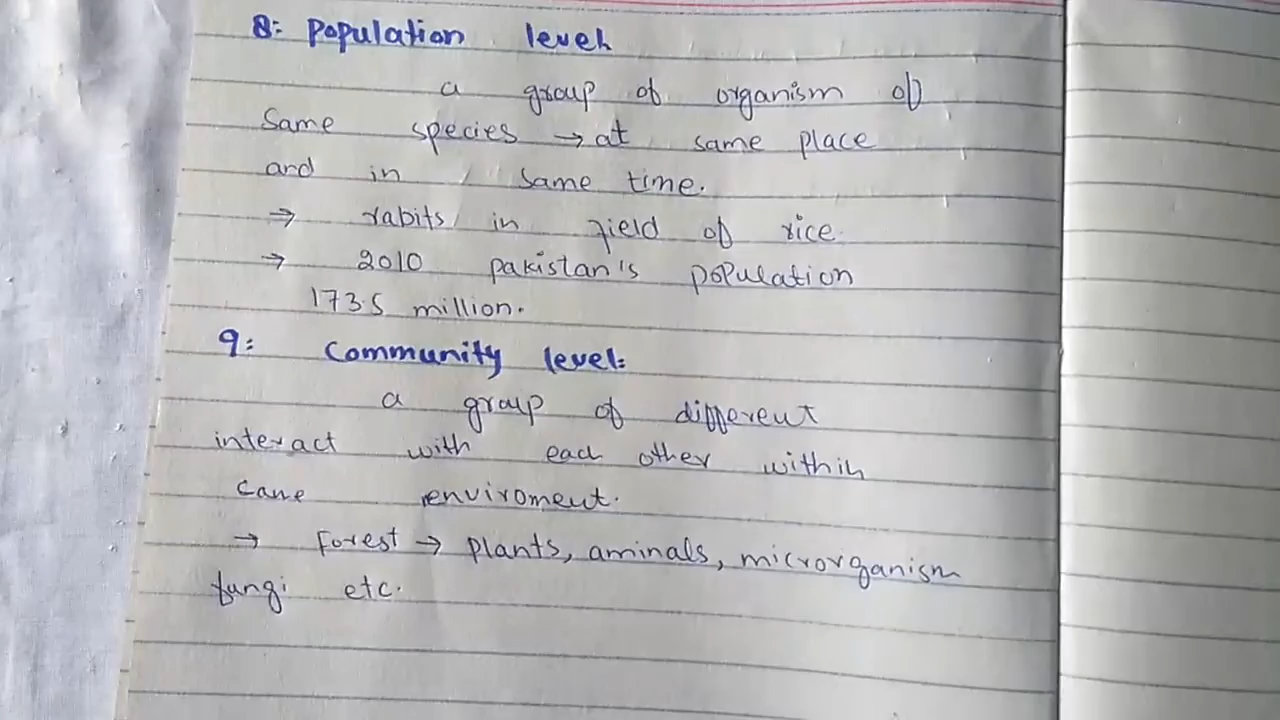 8: Population level
a group of organism of
same species → at same place
and in same time.
→ rabits in field of rice.
→ 2010 pakistan's population
173.5 million.
9: Community level:
a group of different
interact with each other within
same enviroment.
→ Forest → plants, aminals, microrganism
fungi etc.